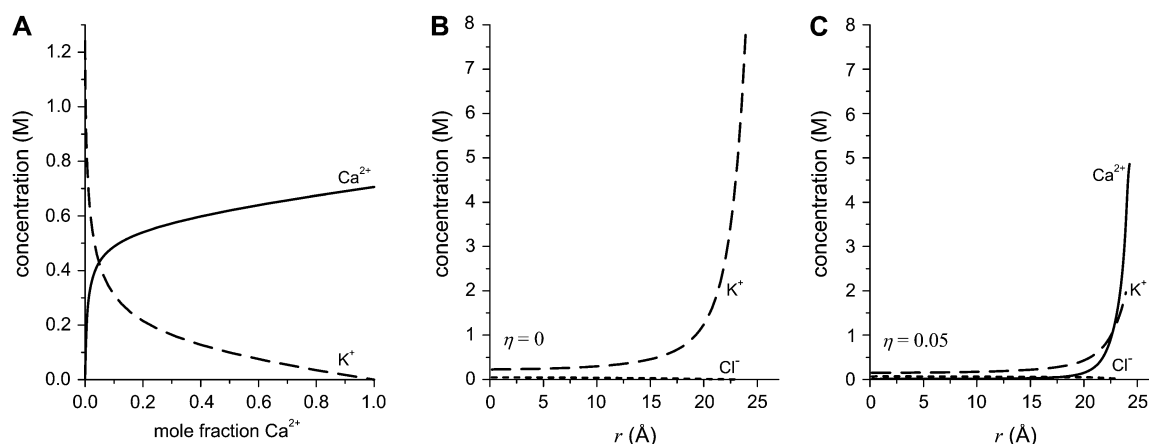 A
concentration (M)
1.2
1.0
0.8
0.6
0.4
0.2
0.0
Ca²⁺
K⁺
0.0 0.2 0.4 0.6 0.8 1.0
mole fraction Ca²⁺
B
concentration (M)
8
7
6
5
4
3
2
1
0
K⁺
η = 0
Cl⁻
0 5 10 15 20 25
r (Å)
C
concentration (M)
8
7
6
5
4
3
2
1
0
Ca²⁺
K⁺
η = 0.05
Cl⁻
0 5 10 15 20 25
r (Å)